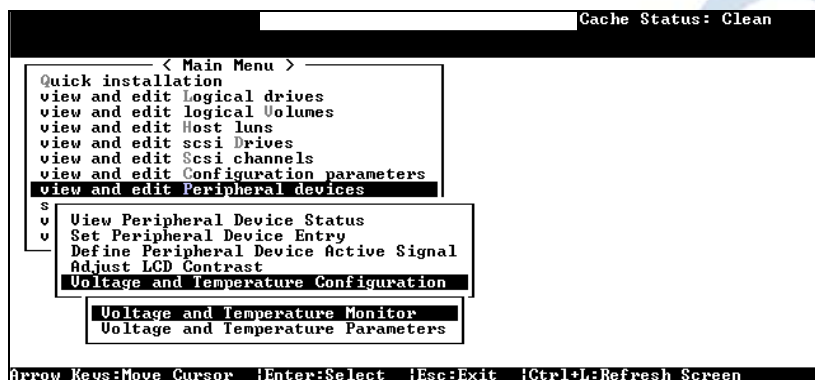 Cache Status: Clean
< Main Menu >
Quick installation
view and edit Logical drives
view and edit logical Volumes
view and edit Host luns
view and edit scsi Drives
view and edit Scsi channels
view and edit Configuration parameters
view and edit Peripheral devices
s
v View Peripheral Device Status
v Set Peripheral Device Entry
Define Peripheral Device Active Signal
Adjust LCD Contrast
Voltage and Temperature Configuration
Voltage and Temperature Monitor
Voltage and Temperature Parameters
Arrow Keys:Move Cursor |Enter:Select |Esc:Exit |Ctrl+L:Refresh Screen